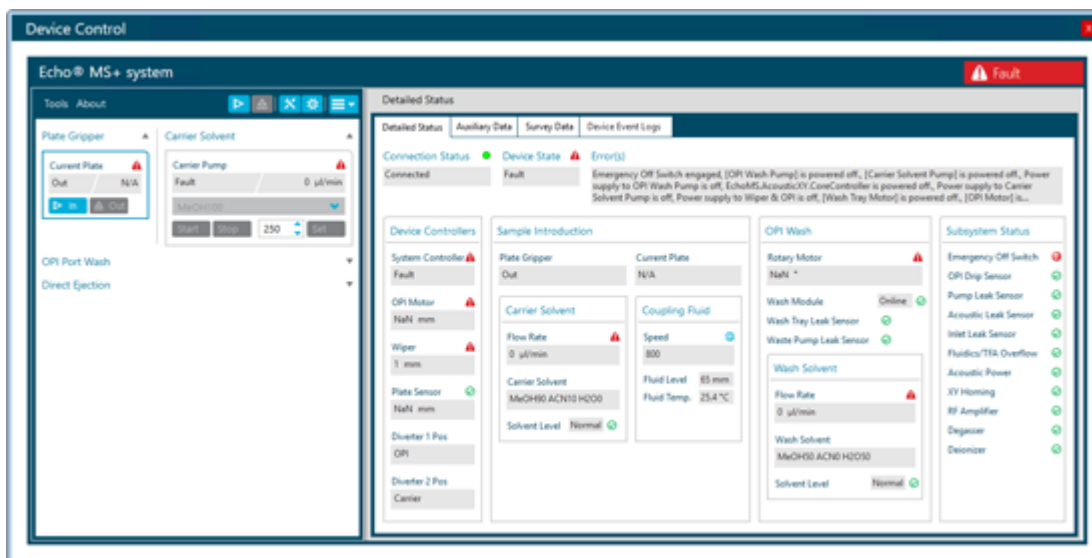 Device Control
x
Echo® MS+ system
Fault
Tools About
Detailed Status
Detailed Status Auxiliary Data Survey Data Device Event Logs
Plate Gripper
Carrier Solvent
Current Plate
Out N/A
In Out
Carrier Pump
Fault 0 µl/min
MeOH100
Start Stop 250 Set
OPI Port Wash
Direct Ejection
Connection Status
Connected
Device State
Fault
Error(s)
Emergency Off Switch engaged, [OPI Wash Pump] is powered off., [Carrier Solvent Pump] is powered off., Power
supply to OPI Wash Pump is off, EchoMS.AcousticXY.CoreController is powered off., Power supply to Carrier
Solvent Pump is off, Power supply to Wiper & OPI is off, [Wash Tray Motor] is powered off., [OPI Motor] is...
Device Controllers
System Controller
Fault
OPI Motor
NaN mm
Wiper
1 mm
Plate Sensor
NaN mm
Diverter 1 Pos
OPI
Diverter 2 Pos
Carrier
Sample Introduction
Plate Gripper
Out
Current Plate
N/A
Carrier Solvent
Flow Rate
0 µl/min
Carrier Solvent
MeOH90 ACN10 H2O0
Solvent Level Normal
Coupling Fluid
Speed
800
Fluid Level 65 mm
Fluid Temp. 25.4 °C
OPI Wash
Rotary Motor
NaN °
Wash Module Online
Wash Tray Leak Sensor
Waste Pump Leak Sensor
Wash Solvent
Flow Rate
0 µl/min
Wash Solvent
MeOH50 ACN0 H2O50
Solvent Level Normal
Subsystem Status
Emergency Off Switch
OPI Drip Sensor
Pump Leak Sensor
Acoustic Leak Sensor
Inlet Leak Sensor
Fluidics/TFA Overflow
Acoustic Power
XY Homing
RF Amplifier
Degasser
Deionizer